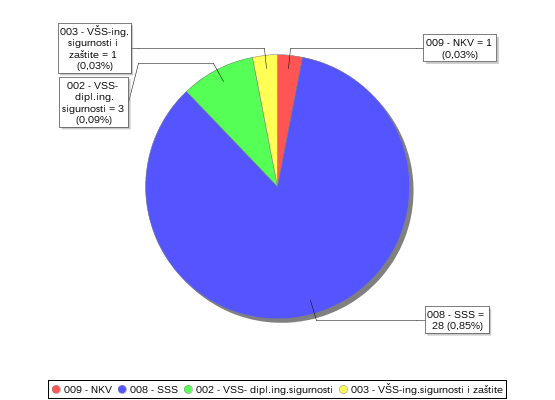 003 - VŠS-ing.
sigurnosti i
zaštite = 1
(0,03%)
009 - NKV = 1
(0,03%)
002 - VSS-
dipl.ing.
sigurnosti = 3
(0,09%)
008 - SSS =
28 (0,85%)
009 - NKV 008 - SSS 002 - VSS- dipl.ing.sigurnosti 003 - VŠS-ing.sigurnosti i zaštite